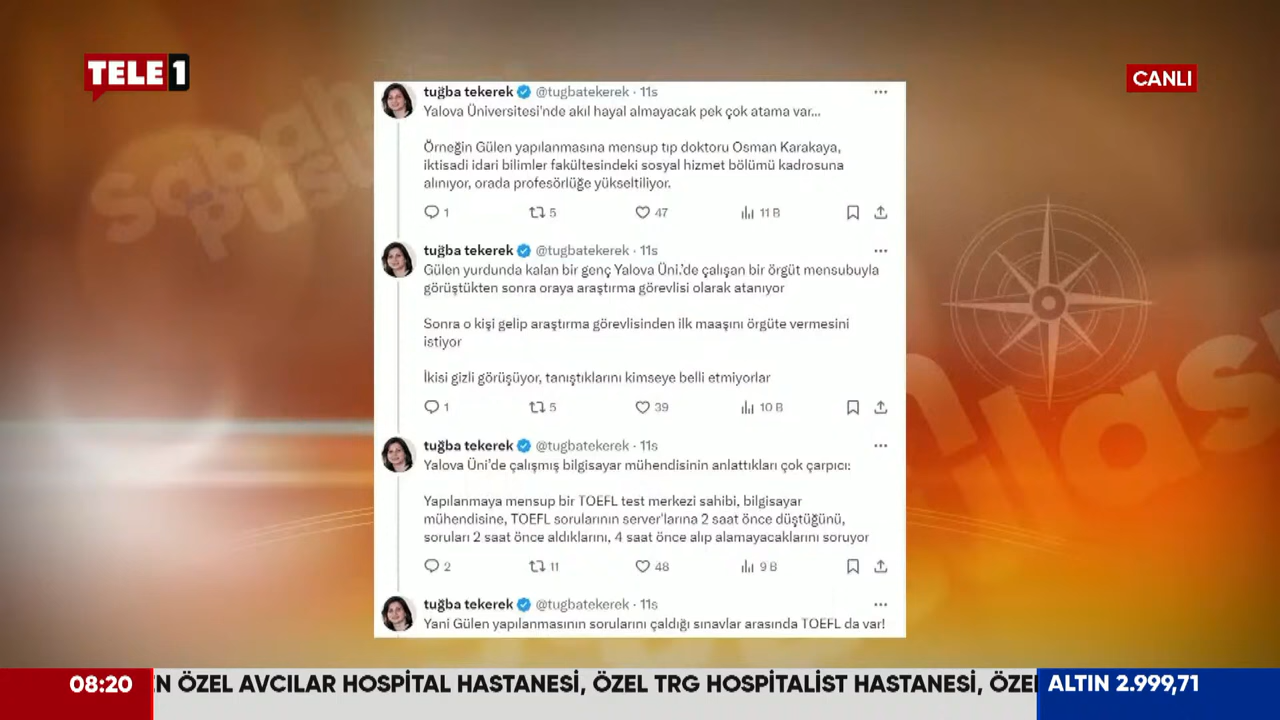 TELE1
CANLI
tuğba tekerek @tugbatekerek · 11s
Yalova Üniversitesi'nde akıl hayal almayacak pek çok atama var...
Örneğin Gülen yapılanmasına mensup tıp doktoru Osman Karakaya,
iktisadi idari bilimler fakültesindeki sosyal hizmet bölümü kadrosuna
alınıyor, orada profesörlüğe yükseltiliyor.
1 5 47 11 B
tuğba tekerek @tugbatekerek · 11s
Gülen yurdunda kalan bir genç Yalova Üni.'de çalışan bir örgüt mensubuyla
görüştükten sonra oraya araştırma görevlisi olarak atanıyor
Sonra o kişi gelip araştırma görevlisinden ilk maaşını örgüte vermesini
istiyor
İkisi gizli görüşüyor, tanıştıklarını kimseye belli etmiyorlar
1 5 39 10 B
tuğba tekerek @tugbatekerek · 11s
Yalova Üni'de çalışmış bilgisayar mühendisinin anlattıkları çok çarpıcı:
Yapılanmaya mensup bir TOEFL test merkezi sahibi, bilgisayar
mühendisine, TOEFL sorularının server'larına 2 saat önce düştüğünü,
soruları 2 saat önce aldıklarını, 4 saat önce alıp alamayacaklarını soruyor
2 11 48 9 B
tuğba tekerek @tugbatekerek · 11s
Yani Gülen yapılanmasının sorularını çaldığı sınavlar arasında TOEFL da var!
08:20 EN ÖZEL AVCILAR HOSPİTAL HASTANESİ, ÖZEL TRG HOSPİTALİST HASTANESİ, ÖZEL ALTIN 2.999,71